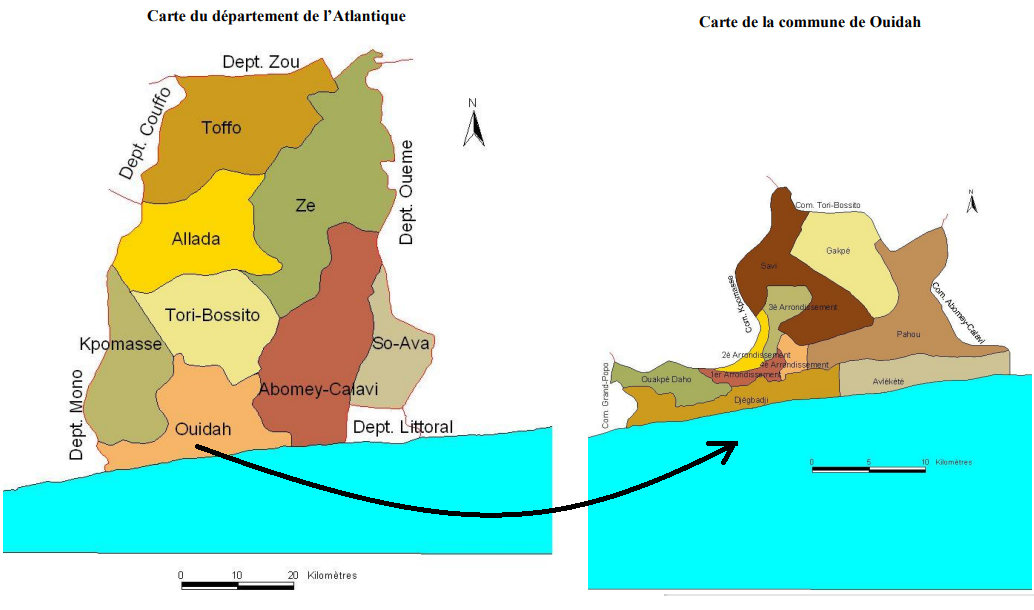 Carte du département de l'Atlantique
Dept. Zou
Dept. Couffo
Toffo
N
Dept. Oueme
Ze
Allada
Tori-Bossito
Kpomasse
So-Ava
Abomey-Calavi
Dept. Mono
Ouidah
Dept. Littoral
0 10 20 Kilomètres
Carte de la commune de Ouidah
N
Com. Tori-Bossito
Gakpé
Savi
Com. Kpomasse
3è Arrondissement
Com. Abomey-Calavi
Pahou
2è Arrondissement
4è Arrondissement
1er Arrondissement
Com. Grand-Popo
Ouakpé Daho
Avlékété
Djègbadji
0 5 10 Kilomètres